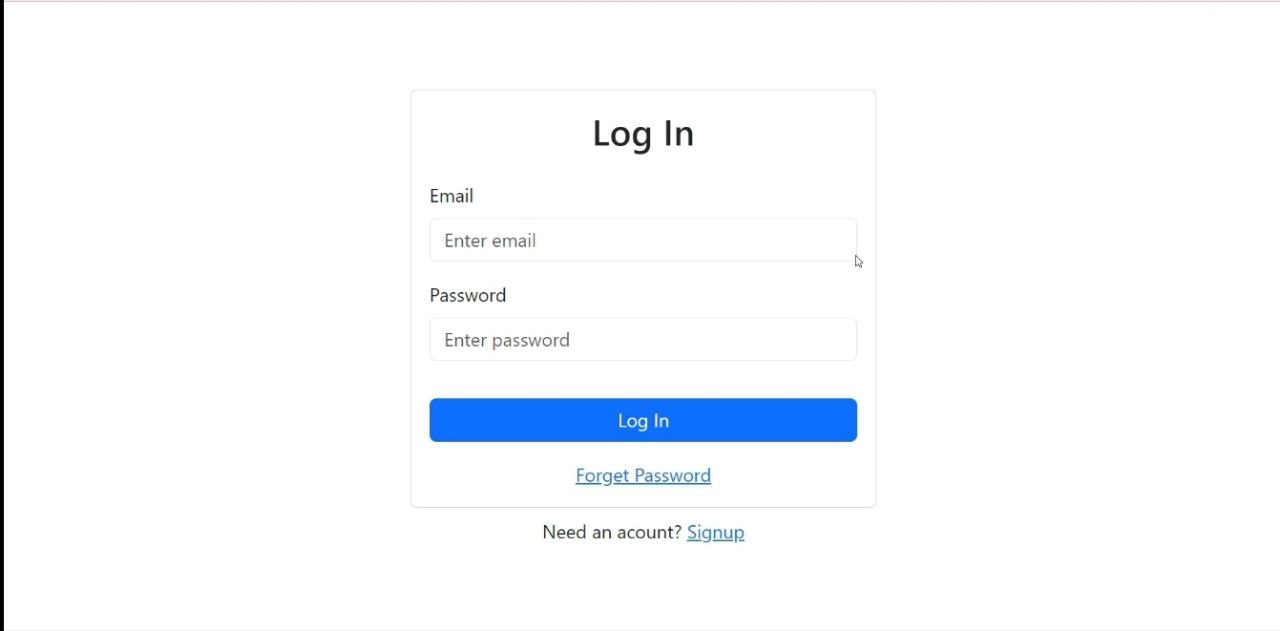 Log In
Email
Enter email
Password
Enter password
Log In
Forget Password
Need an acount? Signup